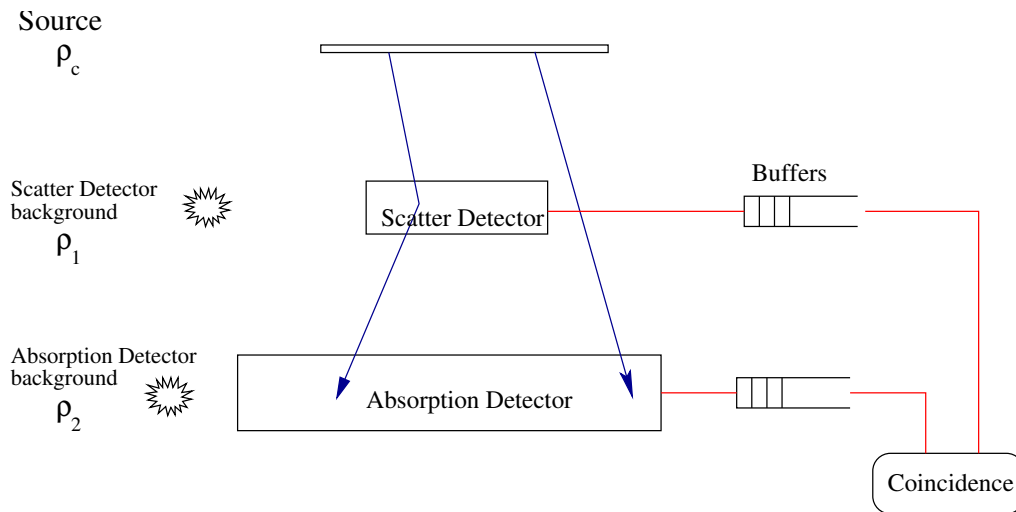 Source
ρc
Scatter Detector
background
ρ1
Buffers
Scatter Detector
Absorption Detector
background
ρ2
Absorption Detector
Coincidence